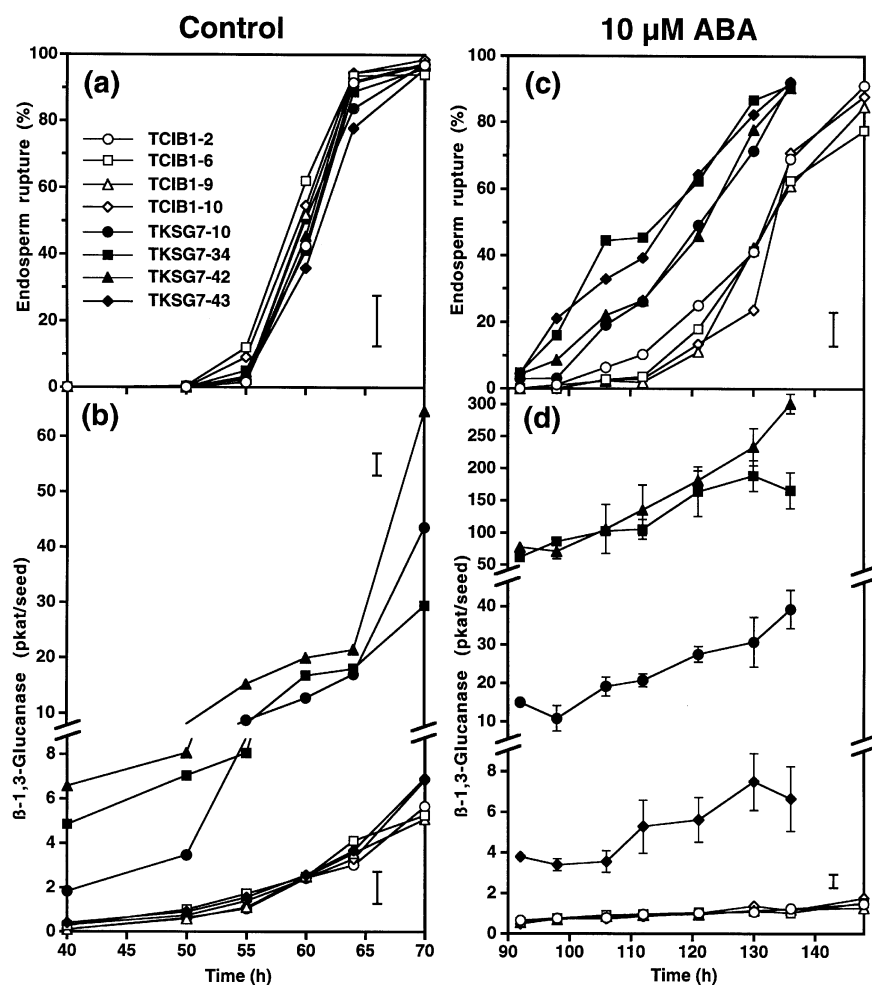 Control
10 µM ABA
(a)
Endosperm rupture (%)
100
80
60
40
20
0
TCIB1-2
TCIB1-6
TCIB1-9
TCIB1-10
TKSG7-10
TKSG7-34
TKSG7-42
TKSG7-43
(c)
Endosperm rupture (%)
100
80
60
40
20
0
(b)
ß-1,3-Glucanase (pkat/seed)
60
50
40
30
20
10
8
6
4
2
0
40
45
50
55
60
65
70
Time (h)
(d)
ß-1,3-Glucanase (pkat/seed)
300
250
200
150
100
50
40
30
20
10
8
6
4
2
0
90
100
110
120
130
140
Time (h)